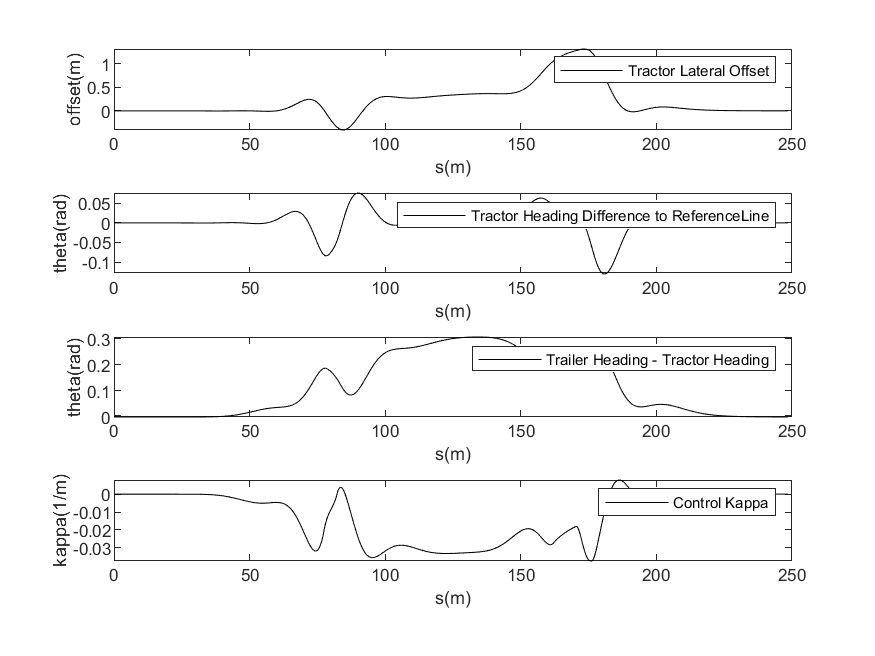 offset(m)
1
0.5
0
Tractor Lateral Offset
0 50 100 150 200 250
s(m)
theta(rad)
0.05
0
-0.05
-0.1
Tractor Heading Difference to ReferenceLine
0 50 100 150 200 250
s(m)
theta(rad)
0.3
0.2
0.1
0
Trailer Heading - Tractor Heading
0 50 100 150 200 250
s(m)
kappa(1/m)
0
-0.01
-0.02
-0.03
Control Kappa
0 50 100 150 200 250
s(m)